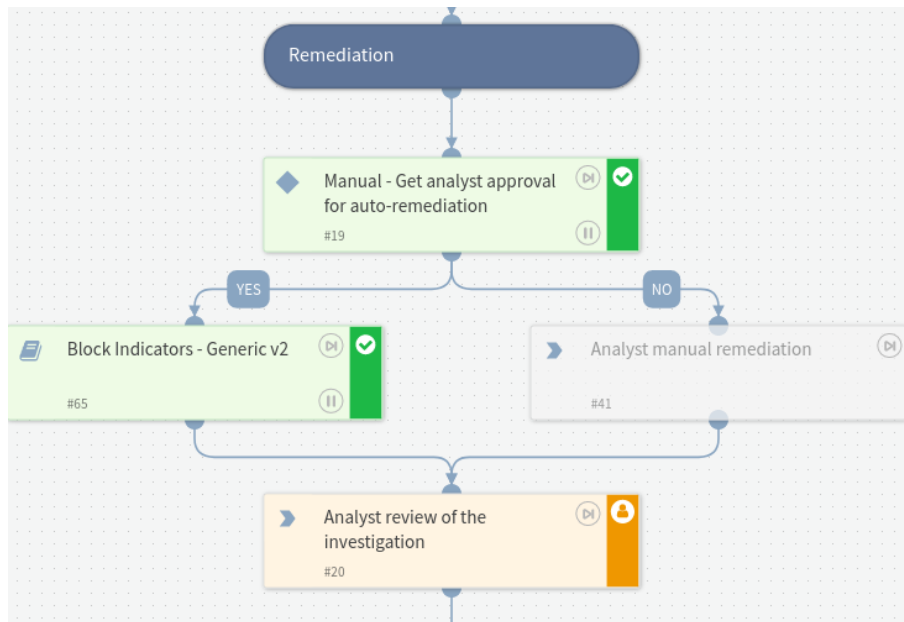 Remediation
Manual - Get analyst approval
for auto-remediation
#19
YES
NO
Block Indicators - Generic v2
#65
Analyst manual remediation
#41
Analyst review of the
investigation
#20